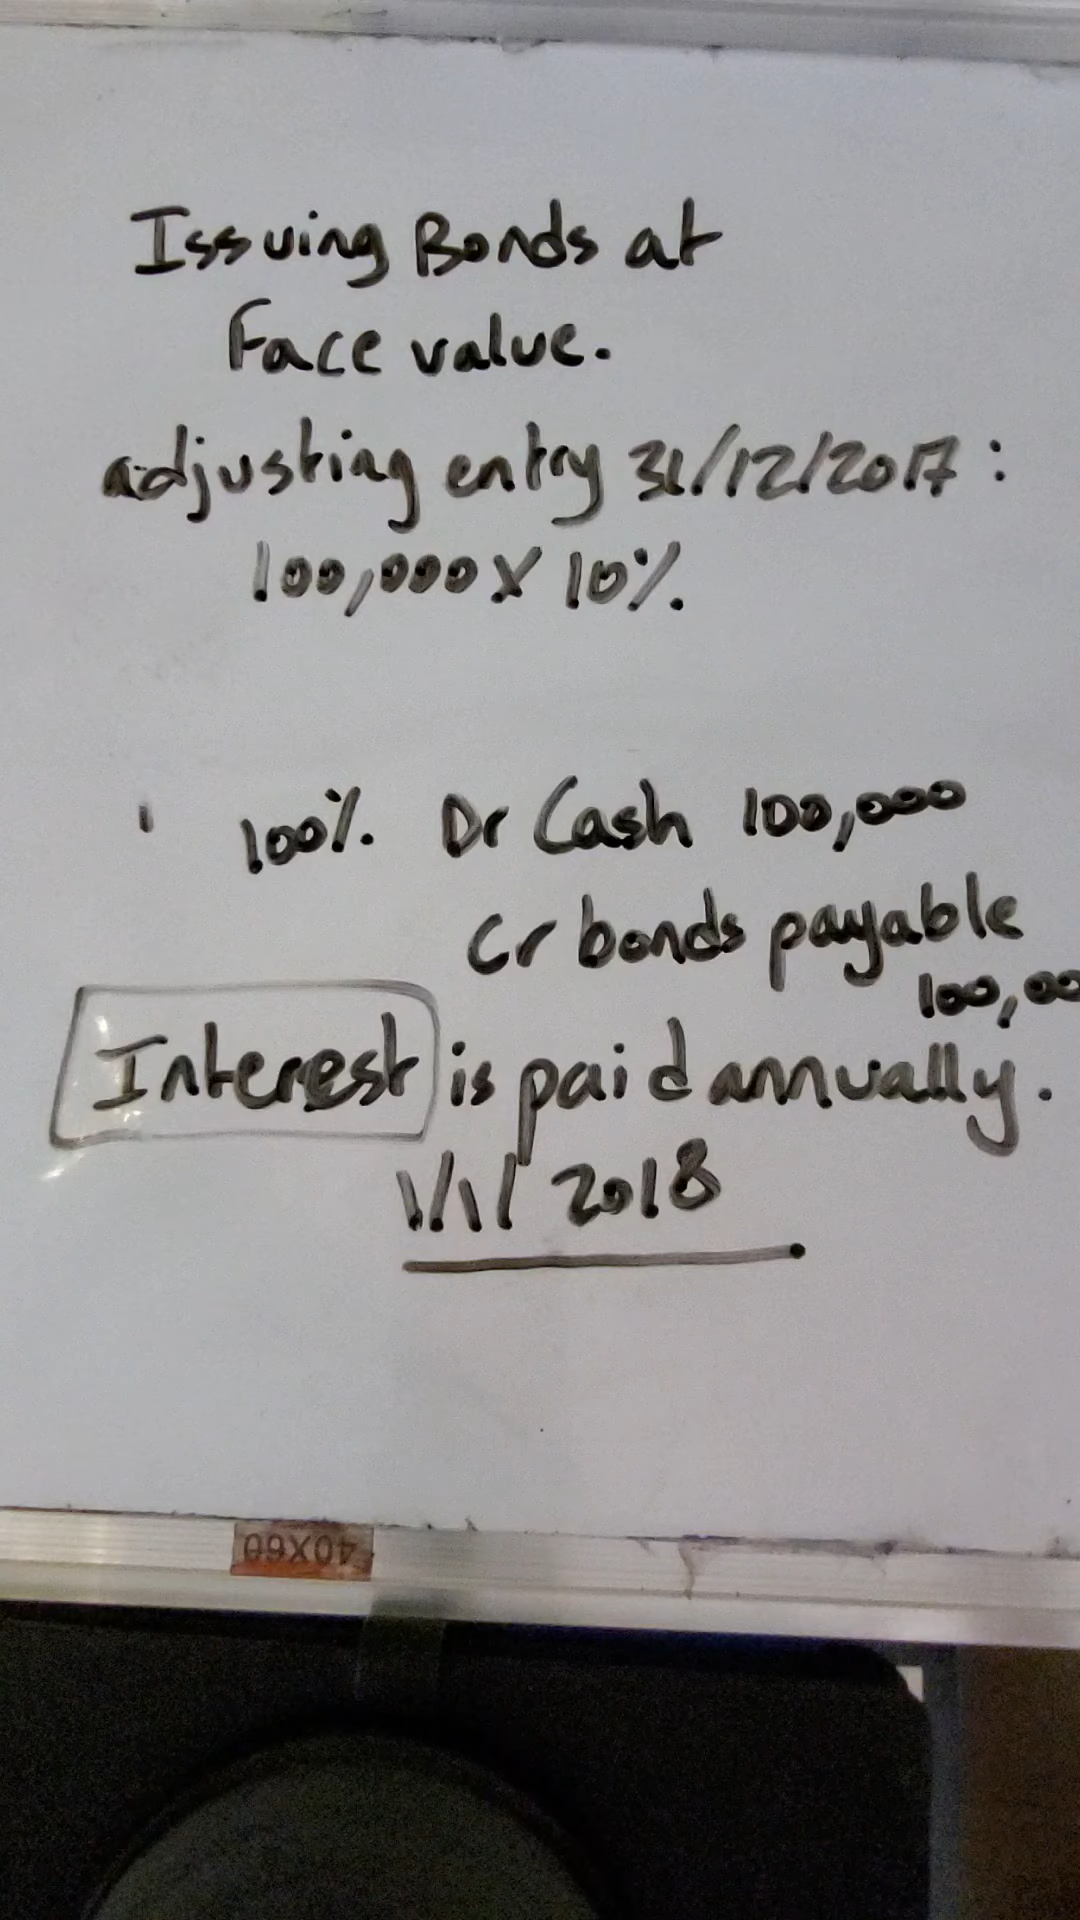 Issuing Bonds at
Face value.
adjusting entry 31/12/2017:
100,000 X 10%
100% Dr Cash 100,000
Cr bonds payable
100,00
Interest is paid annually.
1/1/ 2018
40X60